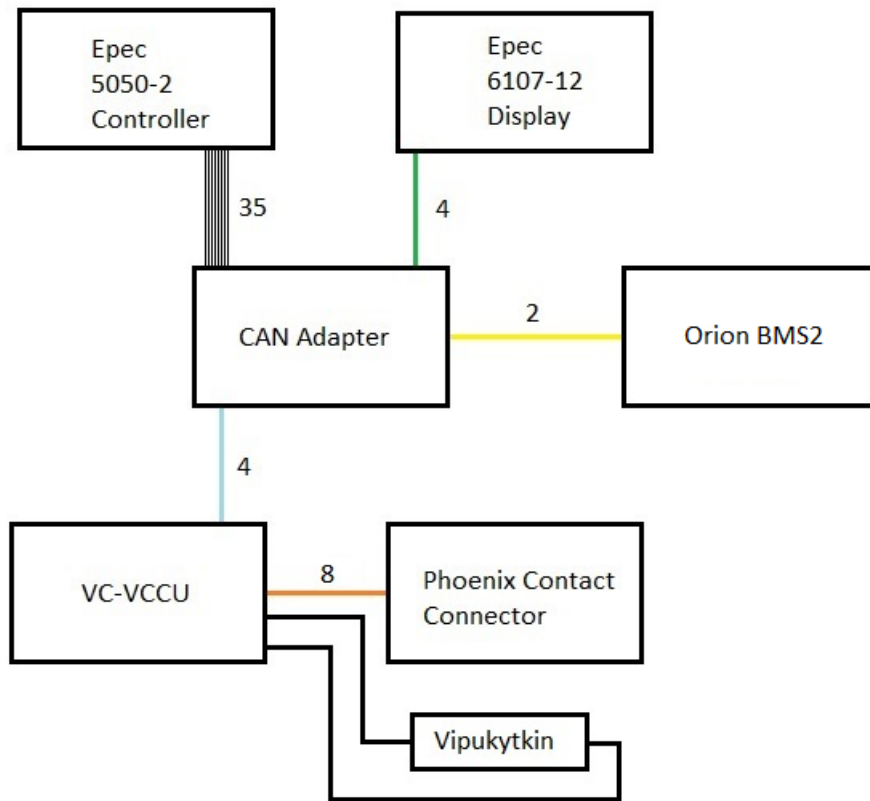 Epec
5050-2
Controller
Epec
6107-12
Display
35
4
CAN Adapter
2
Orion BMS2
4
VC-VCCU
8
Phoenix Contact
Connector
Vipukytkin